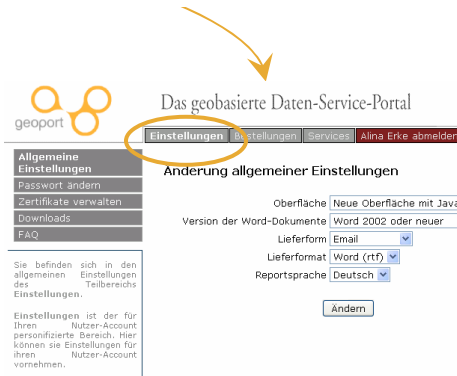 geoport
Das geobasierte Daten-Service-Portal
Einstellungen Bestellungen Services Alina Erke abmelden
Allgemeine
Einstellungen
Passwort ändern
Zertifikate verwalten
Downloads
FAQ
Sie befinden sich in den
allgemeinen Einstellungen
des Teilbereichs
Einstellungen.
Einstellungen ist der für
Ihren Nutzer-Account
personifizierte Bereich. Hier
können sie Einstellungen für
ihren Nutzer-Account
vornehmen.
Änderung allgemeiner Einstellungen
Oberfläche Neue Oberfläche mit Java
Version der Word-Dokumente Word 2002 oder neuer
Lieferform Email
Lieferformat Word (rtf)
Reportsprache Deutsch
Ändern